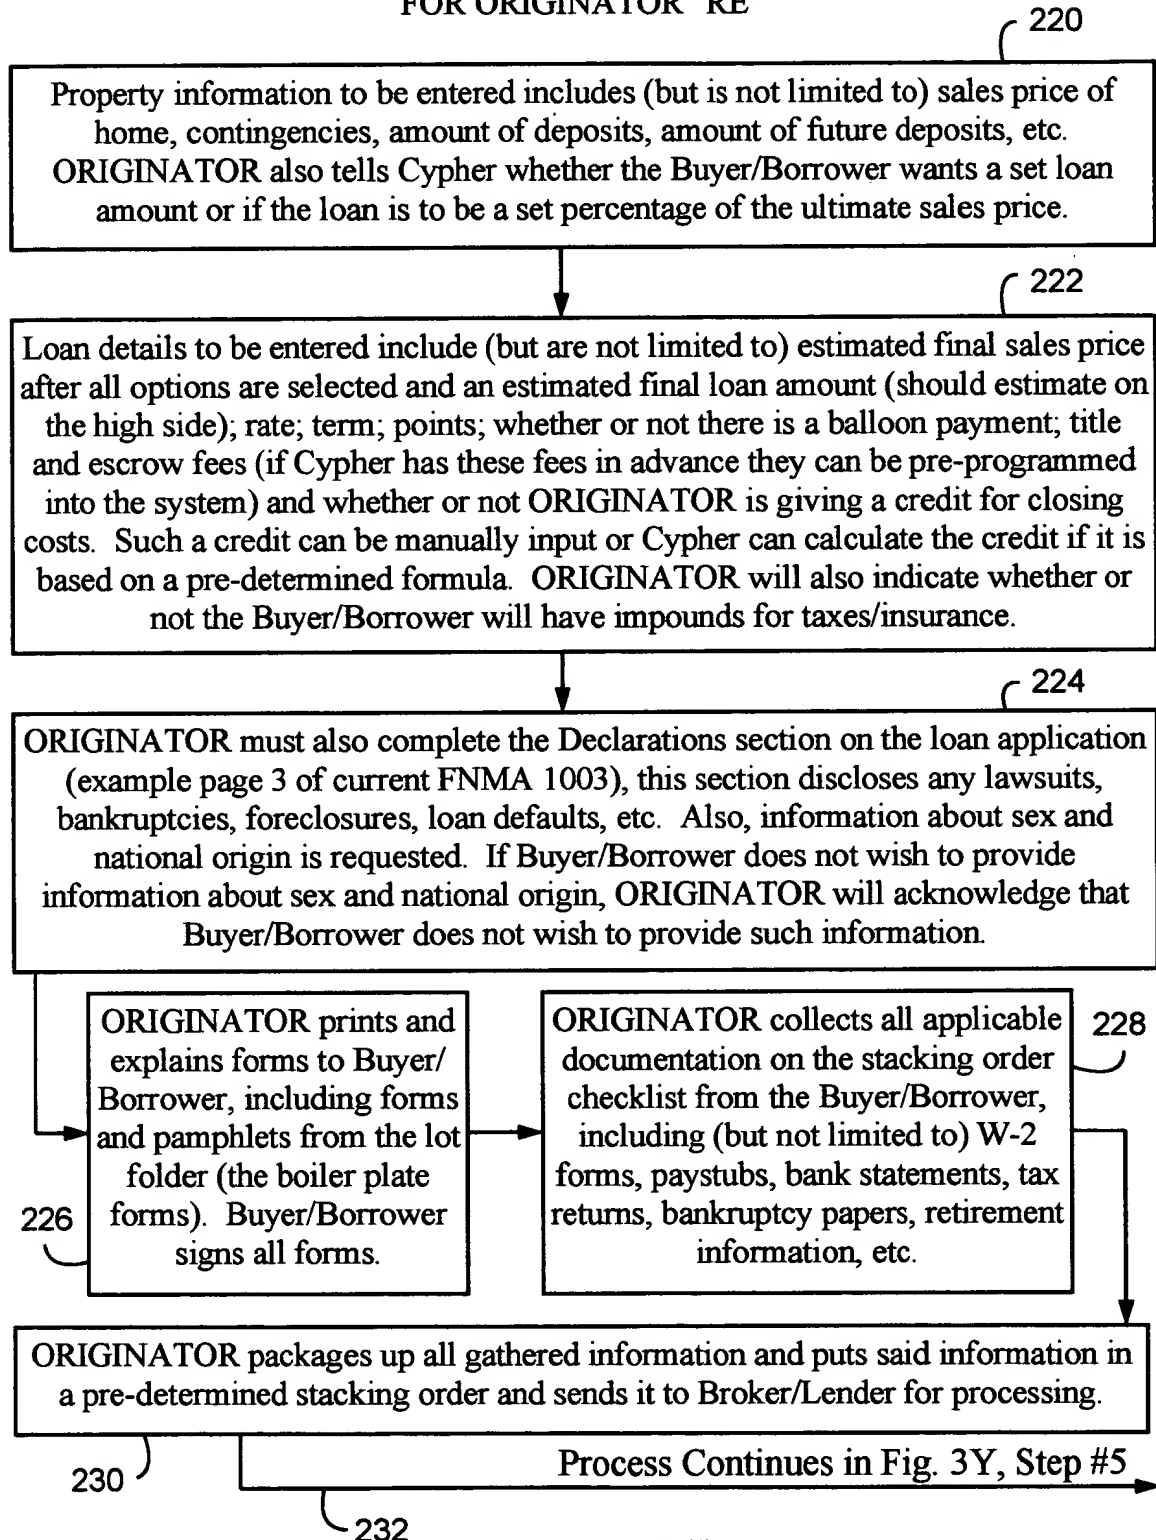 FOR ORIGINATOR "RE
220
Property information to be entered includes (but is not limited to) sales price of
home, contingencies, amount of deposits, amount of future deposits, etc.
ORIGINATOR also tells Cypher whether the Buyer/Borrower wants a set loan
amount or if the loan is to be a set percentage of the ultimate sales price.
222
Loan details to be entered include (but are not limited to) estimated final sales price
after all options are selected and an estimated final loan amount (should estimate on
the high side); rate; term; points; whether or not there is a balloon payment; title
and escrow fees (if Cypher has these fees in advance they can be pre-programmed
into the system) and whether or not ORIGINATOR is giving a credit for closing
costs. Such a credit can be manually input or Cypher can calculate the credit if it is
based on a pre-determined formula. ORIGINATOR will also indicate whether or
not the Buyer/Borrower will have impounds for taxes/insurance.
224
ORIGINATOR must also complete the Declarations section on the loan application
(example page 3 of current FNMA 1003), this section discloses any lawsuits,
bankruptcies, foreclosures, loan defaults, etc. Also, information about sex and
national origin is requested. If Buyer/Borrower does not wish to provide
information about sex and national origin, ORIGINATOR will acknowledge that
Buyer/Borrower does not wish to provide such information.
ORIGINATOR prints and
explains forms to Buyer/
Borrower, including forms
and pamphlets from the lot
folder (the boiler plate
forms). Buyer/Borrower
signs all forms.
226
ORIGINATOR collects all applicable
documentation on the stacking order
checklist from the Buyer/Borrower,
including (but not limited to) W-2
forms, paystubs, bank statements, tax
returns, bankruptcy papers, retirement
information, etc.
228
ORIGINATOR packages up all gathered information and puts said information in
a pre-determined stacking order and sends it to Broker/Lender for processing.
230
Process Continues in Fig. 3Y, Step #5
232